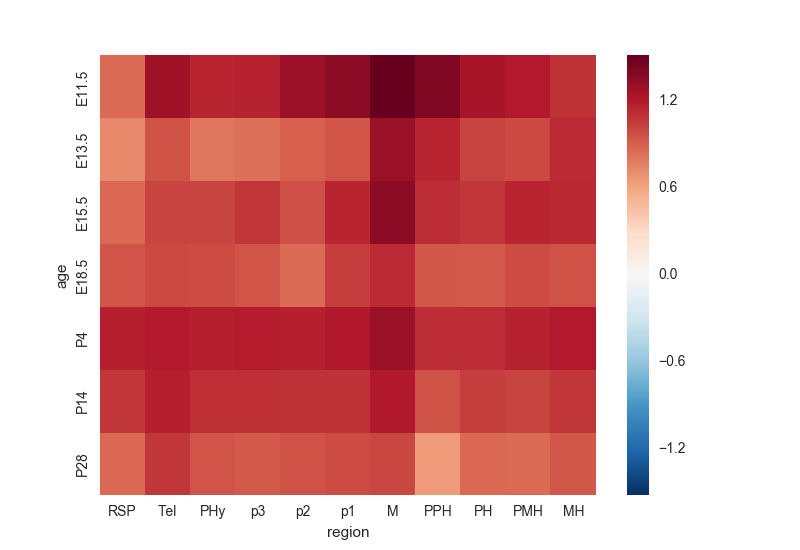 E11.5
E13.5
E15.5
E18.5
P4
P14
P28
age
RSP Tel PHy p3 p2 p1 M PPH PH PMH MH
region
1.2
0.6
0.0
−0.6
−1.2